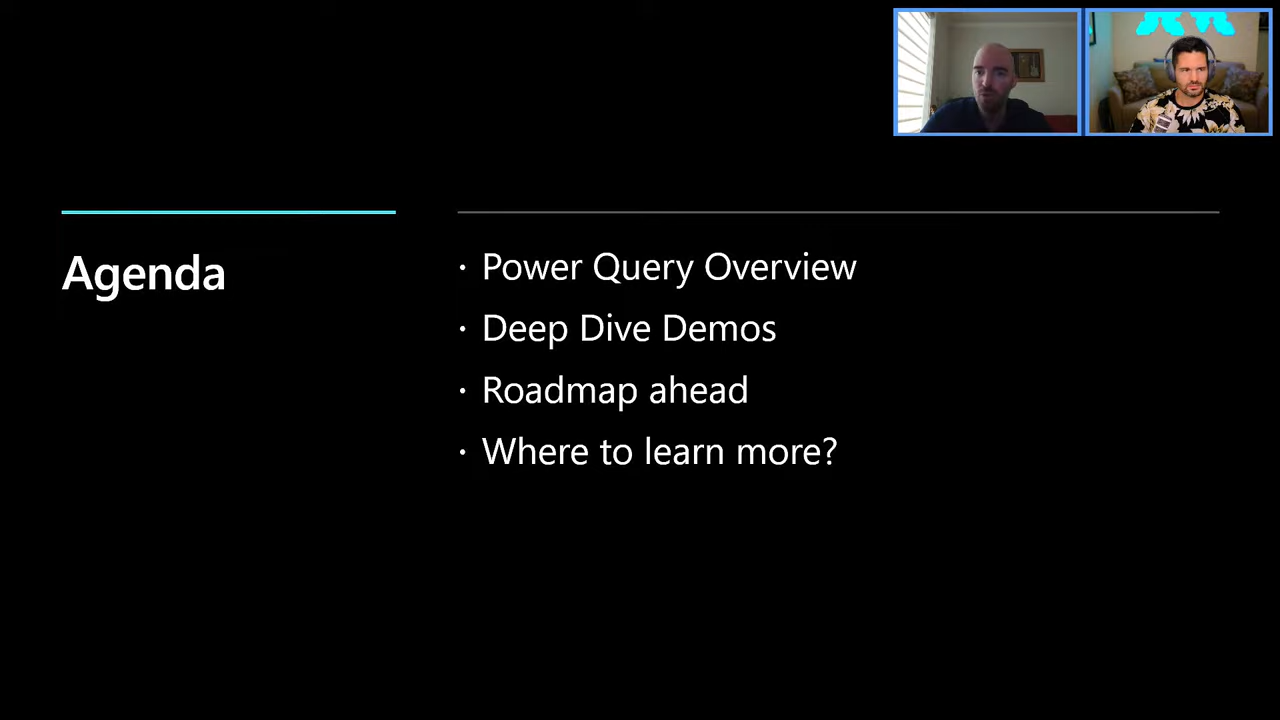 Agenda
· Power Query Overview
· Deep Dive Demos
· Roadmap ahead
· Where to learn more?